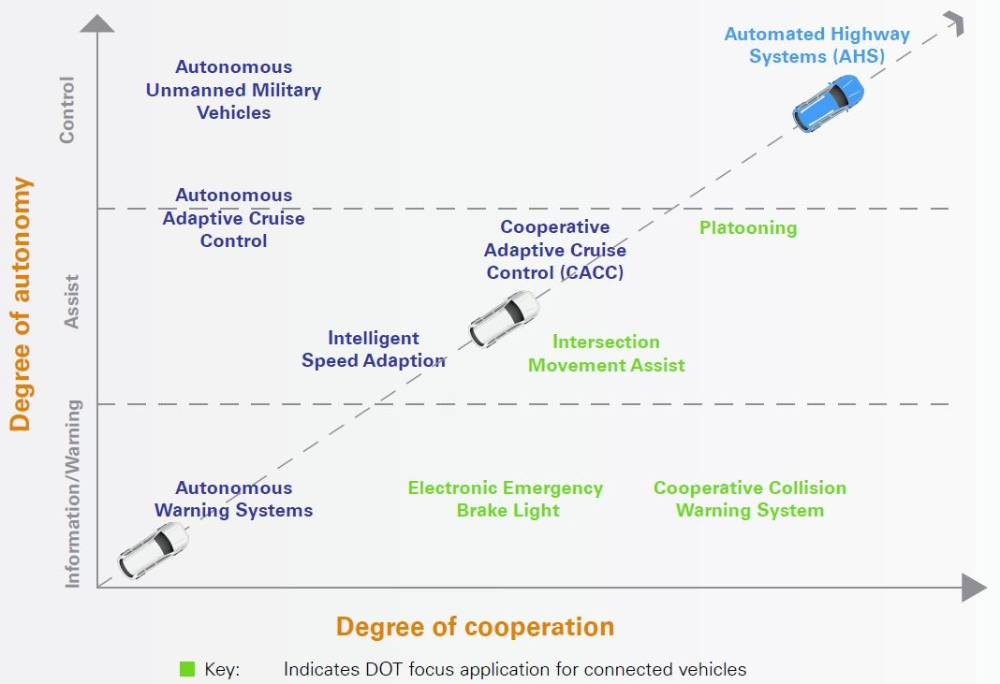 Automated Highway
Systems (AHS)
Autonomous
Unmanned Military
Vehicles
Control
Autonomous
Adaptive Cruise
Control
Cooperative
Adaptive Cruise
Control (CACC)
Platooning
Degree of autonomy
Assist
Intelligent
Speed Adaption
Intersection
Movement Assist
Information/Warning
Autonomous
Warning Systems
Electronic Emergency
Brake Light
Cooperative Collision
Warning System
Degree of cooperation
Key: Indicates DOT focus application for connected vehicles